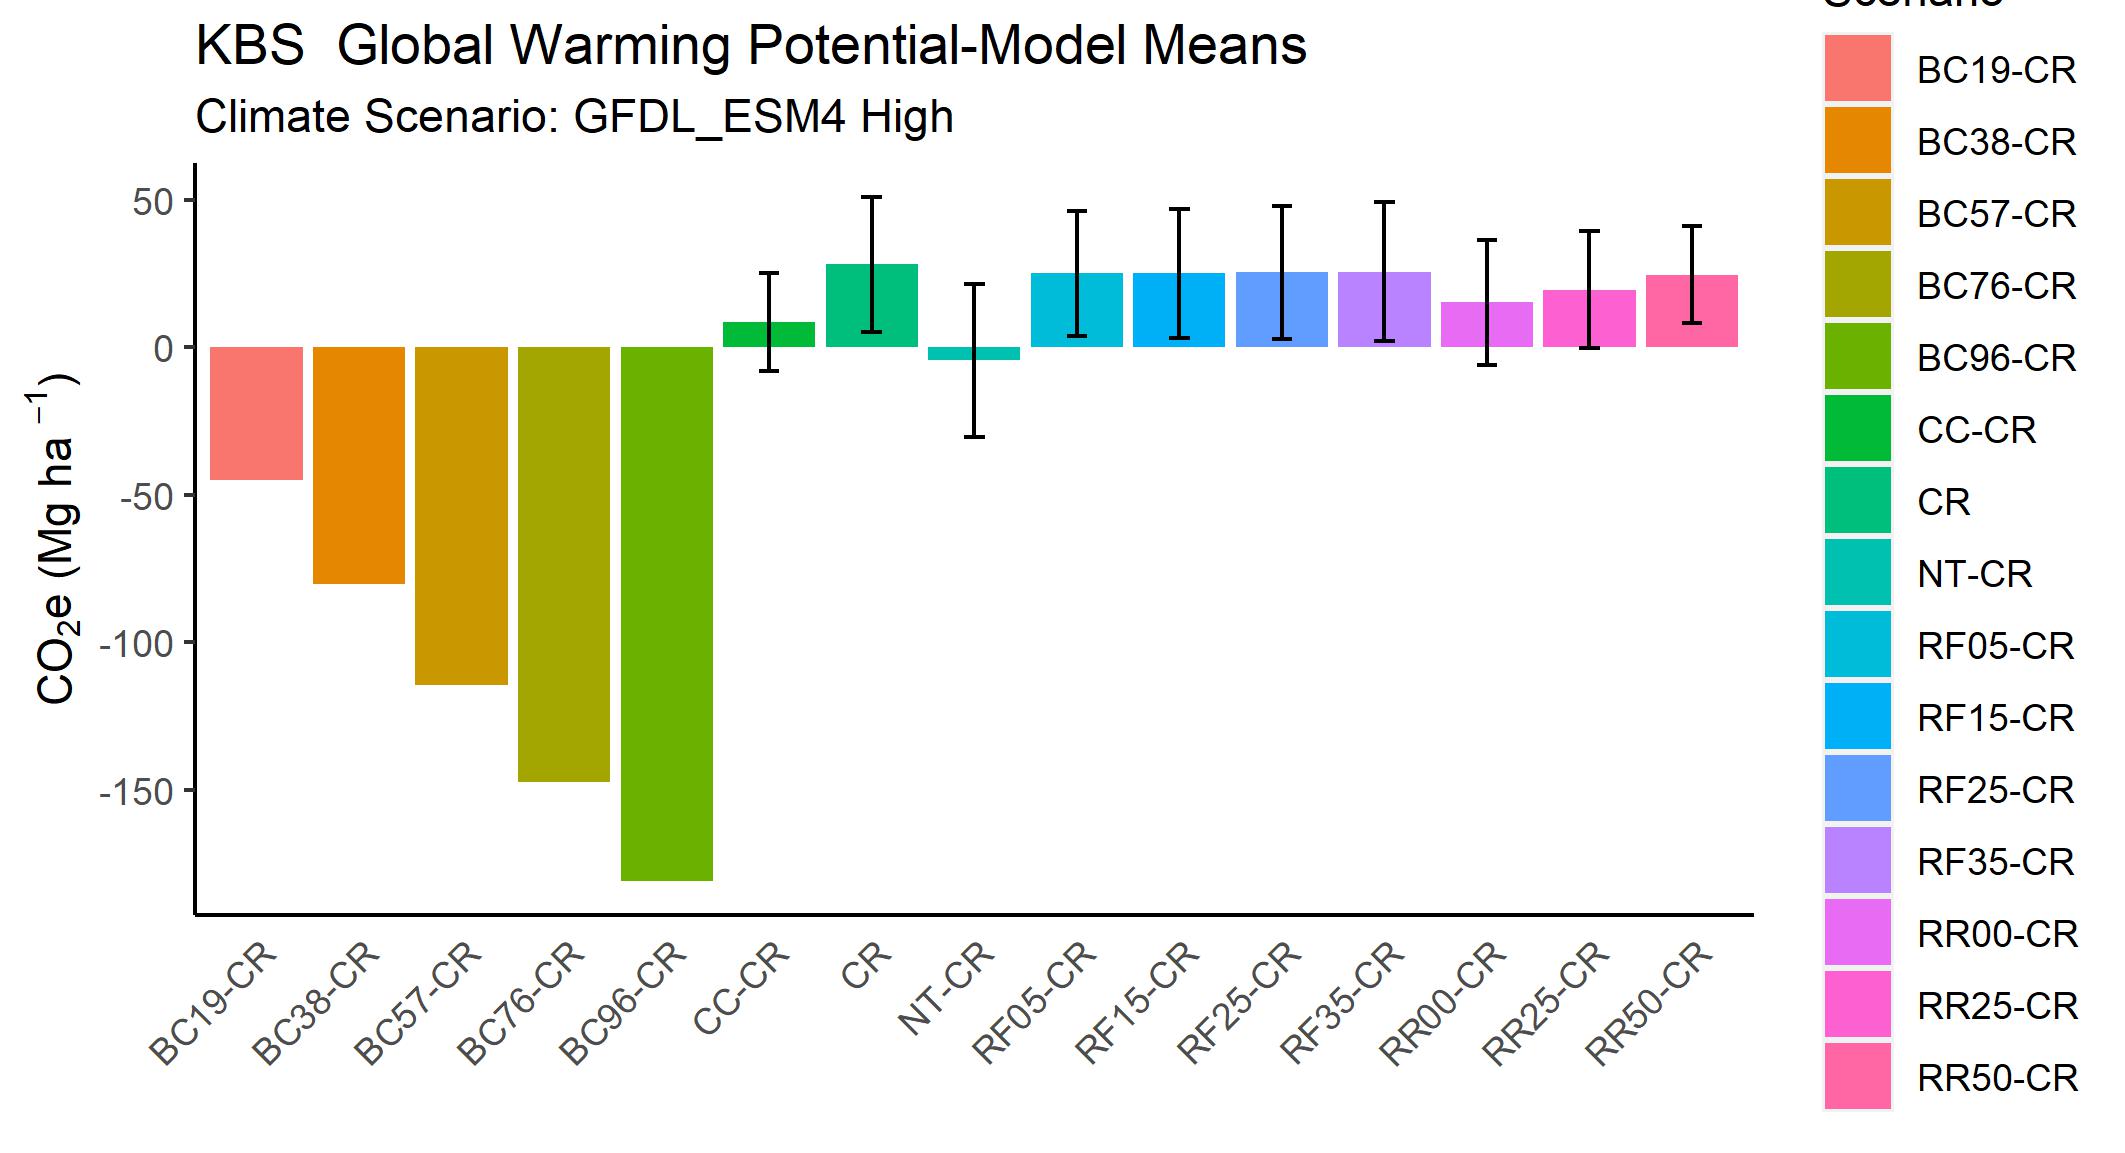 KBS  Global Warming Potential-Model Means
Climate Scenario: GFDL_ESM4 High
CO₂e (Mg ha ⁻¹)
50
0
-50
-100
-150
BC19-CR
BC38-CR
BC57-CR
BC76-CR
BC96-CR
CC-CR
CR
NT-CR
RF05-CR
RF15-CR
RF25-CR
RF35-CR
RR00-CR
RR25-CR
RR50-CR
Scenario
BC19-CR
BC38-CR
BC57-CR
BC76-CR
BC96-CR
CC-CR
CR
NT-CR
RF05-CR
RF15-CR
RF25-CR
RF35-CR
RR00-CR
RR25-CR
RR50-CR